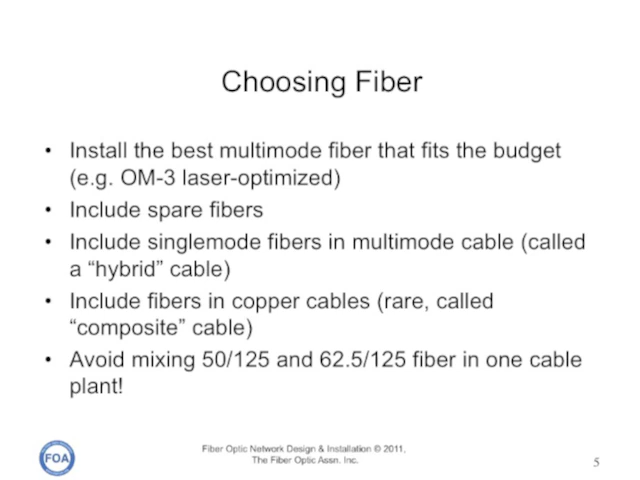 Choosing Fiber
• Install the best multimode fiber that fits the budget
(e.g. OM-3 laser-optimized)
• Include spare fibers
• Include singlemode fibers in multimode cable (called
a “hybrid” cable)
• Include fibers in copper cables (rare, called
“composite” cable)
• Avoid mixing 50/125 and 62.5/125 fiber in one cable
plant!
Fiber Optic Network Design & Installation © 2011,
The Fiber Optic Assn. Inc.
FOA
5